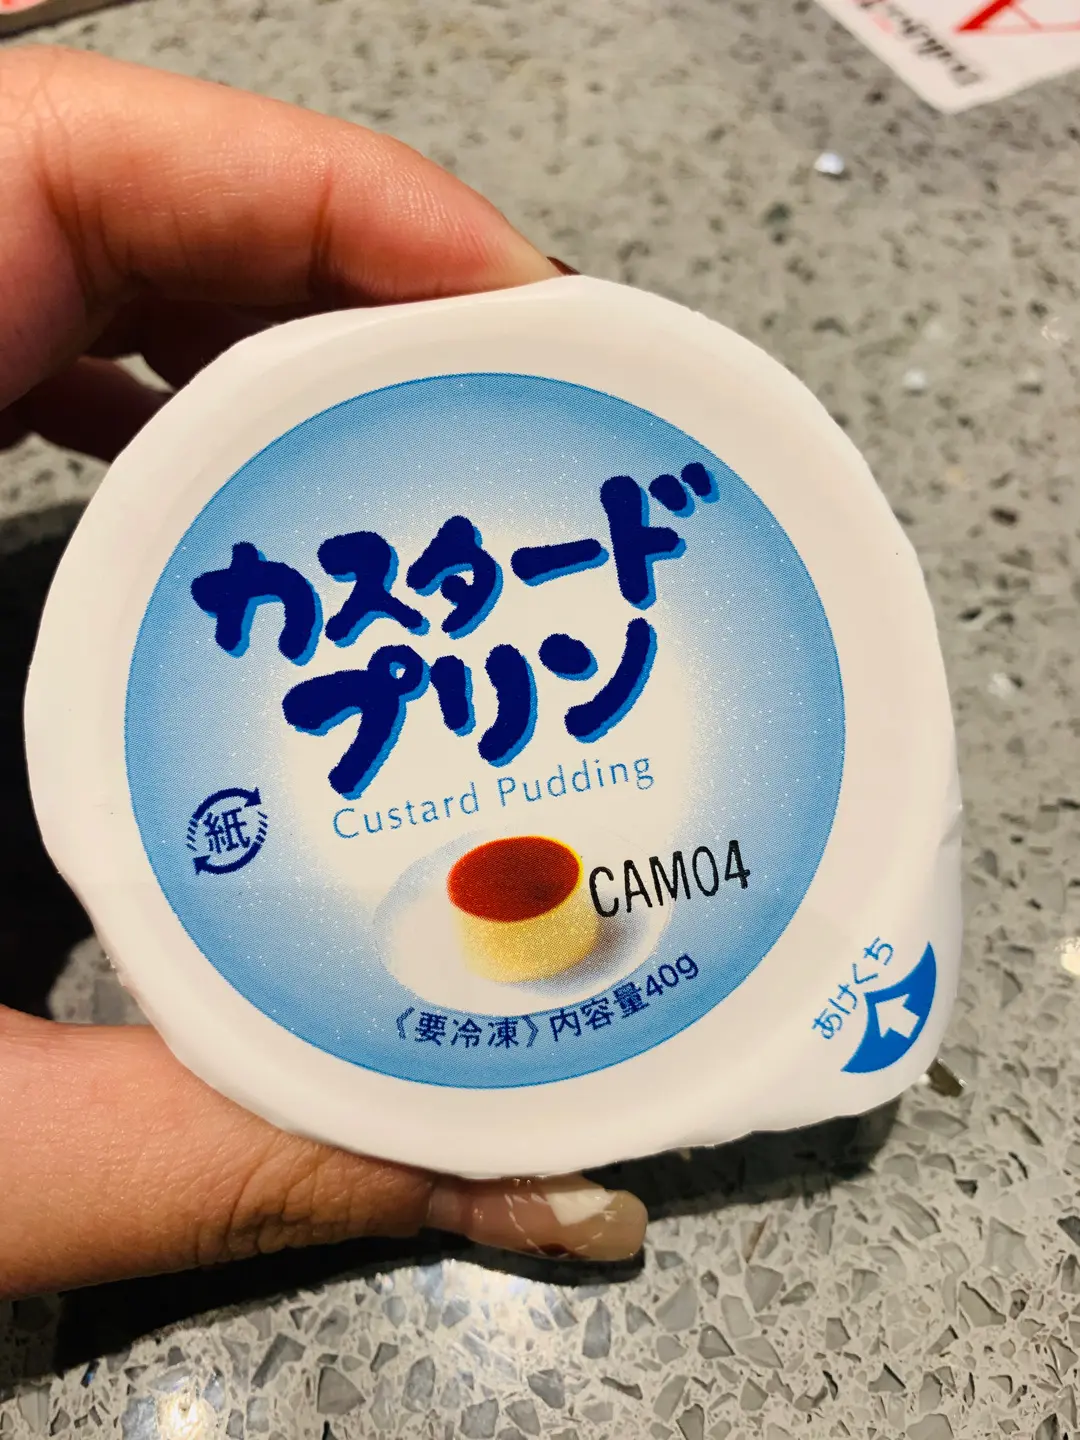 カスタード
プリン
Custard Pudding
紙
CAM04
《要冷凍》内容量40g
あけくち